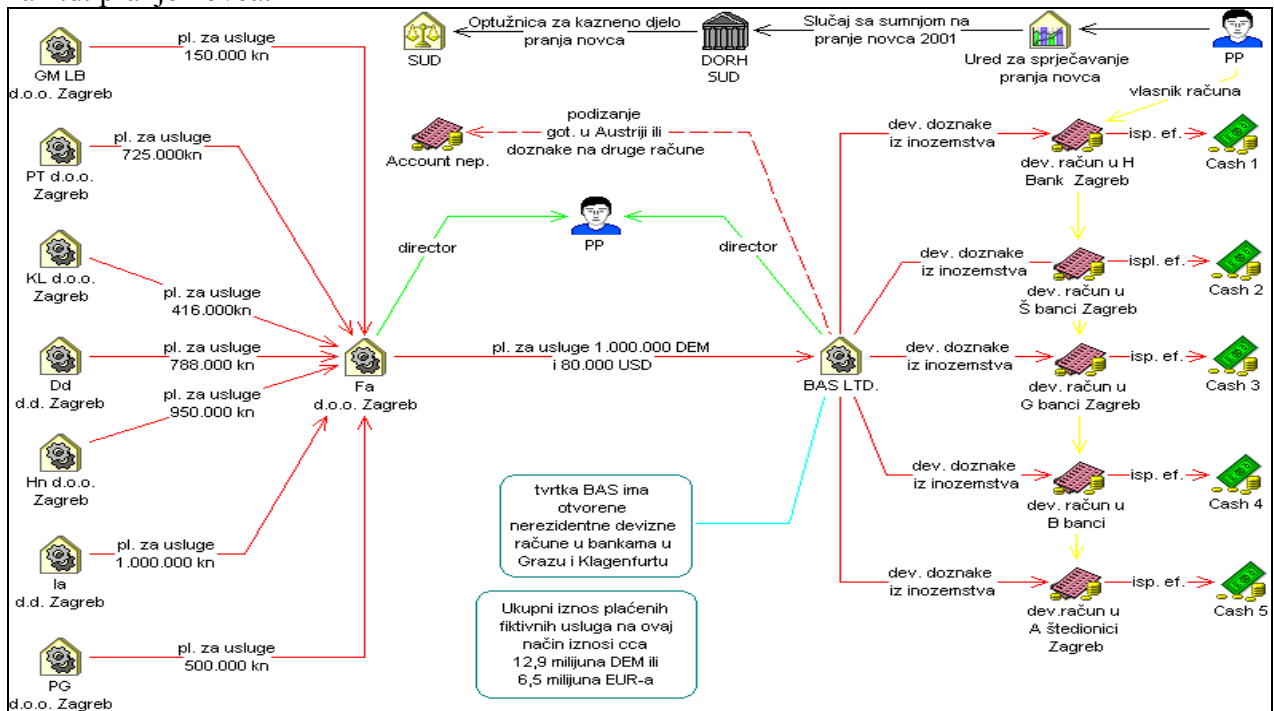 GM LB
d.o.o. Zagreb
pl. za usluge
150.000 kn
PT d.o.o.
Zagreb
pl. za usluge
725.000kn
KL d.o.o.
Zagreb
pl. za usluge
416.000kn
Dd
d.d. Zagreb
pl. za usluge
788.000 kn
Hn d.o.o.
Zagreb
pl. za usluge
950.000 kn
Ia
d.d. Zagreb
pl. za usluge
1.000.000 kn
PG
d.o.o. Zagreb
pl. za usluge
500.000 kn
SUD
Optužnica za kazneno djelo
pranja novca
DORH
SUD
Slučaj sa sumnjom na
pranje novca 2001
Ured za sprječavanje
pranja novca
PP
vlasnik računa
Account nep.
podizanje
got. u Austriji ili
doznake na druge račune
director
PP
director
Fa
d.o.o. Zagreb
pl. za usluge 1.000.000 DEM
i 80.000 USD
BAS LTD.
tvrtka BAS ima
otvorene
nerezidentne devizne
račune u bankama u
Grazu i Klagenfurtu
Ukupni iznos plaćenih
fiktivnih usluga na ovaj
način iznosi cca
12,9 milijuna DEM ili
6,5 milijuna EUR-a
dev. doznake
iz inozemstva
dev. račun u H
Bank Zagreb
isp. ef.
Cash 1
dev. doznake
iz inozemstva
dev. račun u
Š banci Zagreb
ispl. ef.
Cash 2
dev. doznake
iz inozemstva
dev. račun u
G banci Zagreb
isp. ef.
Cash 3
dev. doznake
iz inozemstva
dev. račun u
B banci
isp. ef.
Cash 4
dev. doznake
iz inozemstva
dev.račun u
A štedionici
Zagreb
isp. ef.
Cash 5